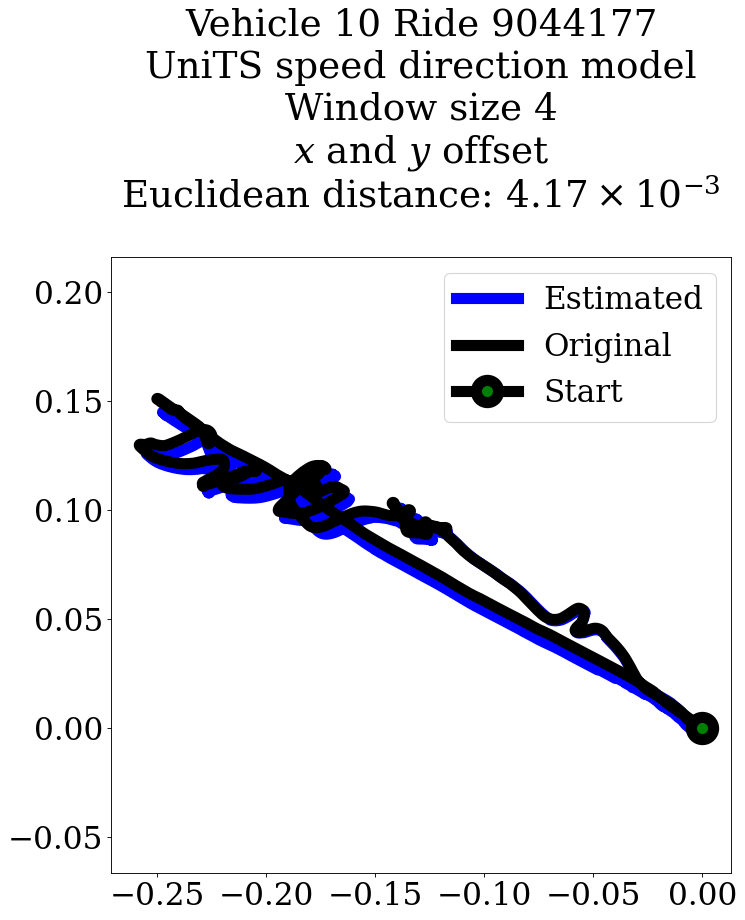 Vehicle 10 Ride 9044177
UniTS speed direction model
Window size 4
x and y offset
Euclidean distance: 4.17 × 10⁻³
Estimated
Original
Start
0.20
0.15
0.10
0.05
0.00
−0.05
−0.25 −0.20 −0.15 −0.10 −0.05 0.00